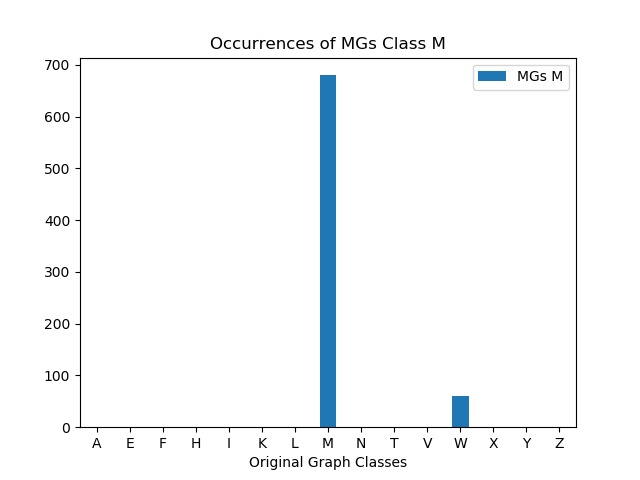 Occurrences of MGs Class M
MGs M
700
600
500
400
300
200
100
0
A E F H I K L M N T V W X Y Z
Original Graph Classes